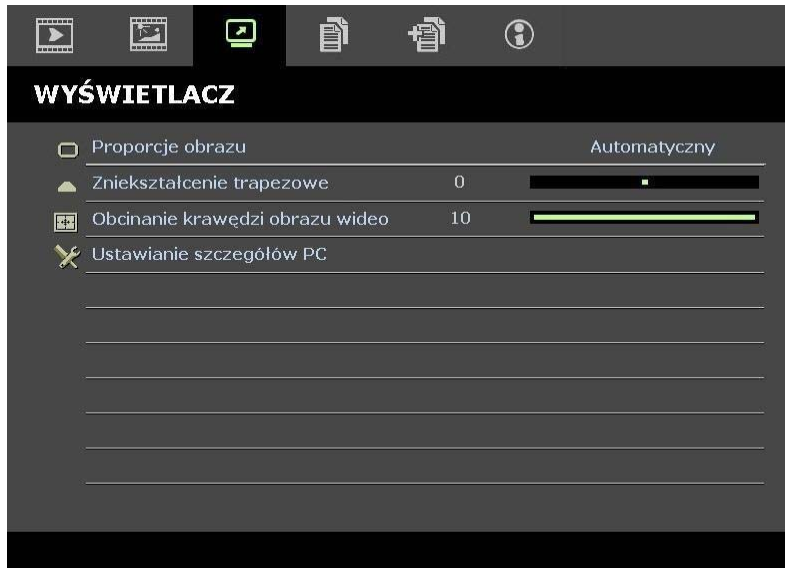 WYŚWIETLACZ
Proporcje obrazu Automatyczny
Zniekształcenie trapezowe 0
Obcinanie krawędzi obrazu wideo 10
Ustawianie szczegółów PC